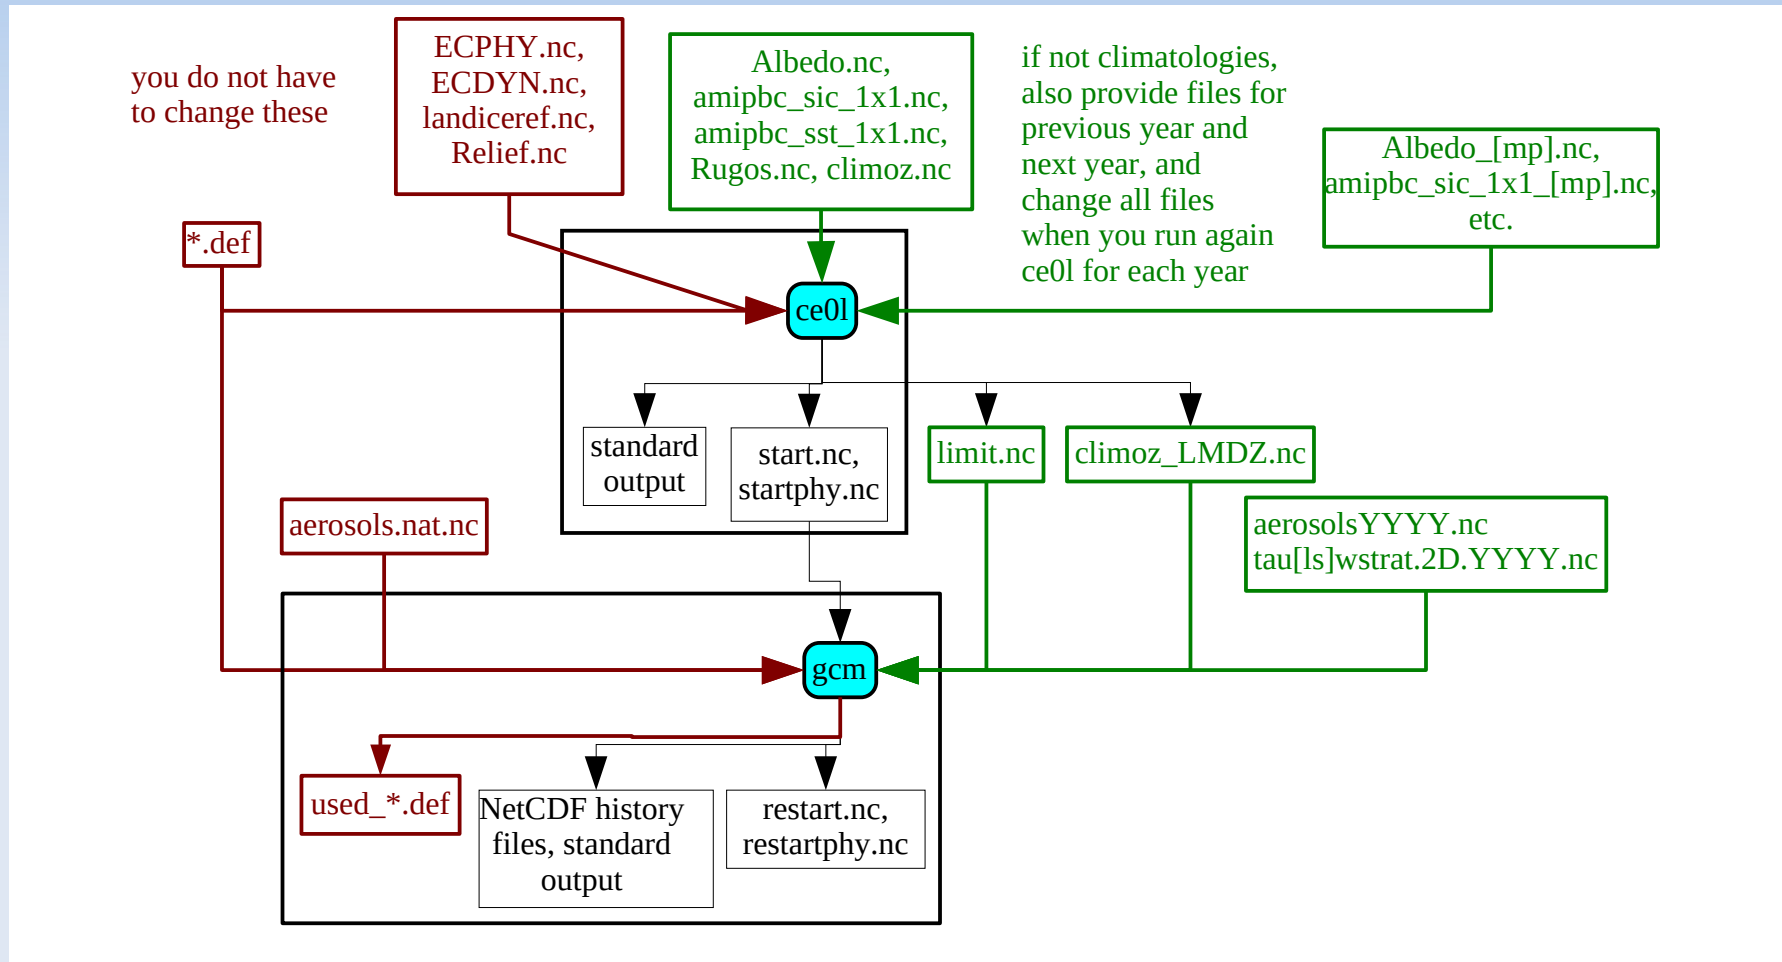 you do not have
to change these
ECPHY.nc,
ECDYN.nc,
landiceref.nc,
Relief.nc
Albedo.nc,
amipbc_sic_1x1.nc,
amipbc_sst_1x1.nc,
Rugos.nc, climoz.nc
if not climatologies,
also provide files for
previous year and
next year, and
change all files
when you run again
ce0l for each year
Albedo_[mp].nc,
amipbc_sic_1x1_[mp].nc,
etc.
*.def
ce0l
standard
output
start.nc,
startphy.nc
limit.nc
climoz_LMDZ.nc
aerosols.nat.nc
aerosolsYYYY.nc
tau[ls]wstrat.2D.YYYY.nc
gcm
used_*.def
NetCDF history
files, standard
output
restart.nc,
restartphy.nc